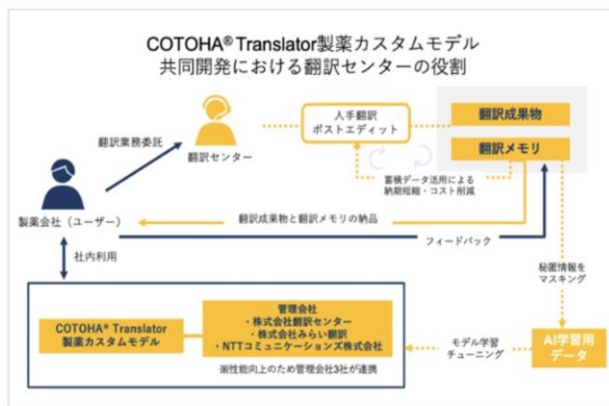 COTOHA® Translator製薬カスタムモデル
共同開発における翻訳センターの役割
人手翻訳
ポストエディット
翻訳成果物
翻訳メモリ
翻訳業務委託
翻訳センター
蓄積データ活用による
納期短縮・コスト削減
製薬会社（ユーザー）
翻訳成果物と翻訳メモリの納品
フィードバック
社内利用
秘匿情報を
マスキング
COTOHA® Translator
製薬カスタムモデル
管理会社
・株式会社翻訳センター
・株式会社みらい翻訳
・NTTコミュニケーションズ株式会社
※性能向上のため管理会社3社が連携
モデル学習
チューニング
AI学習用
データ